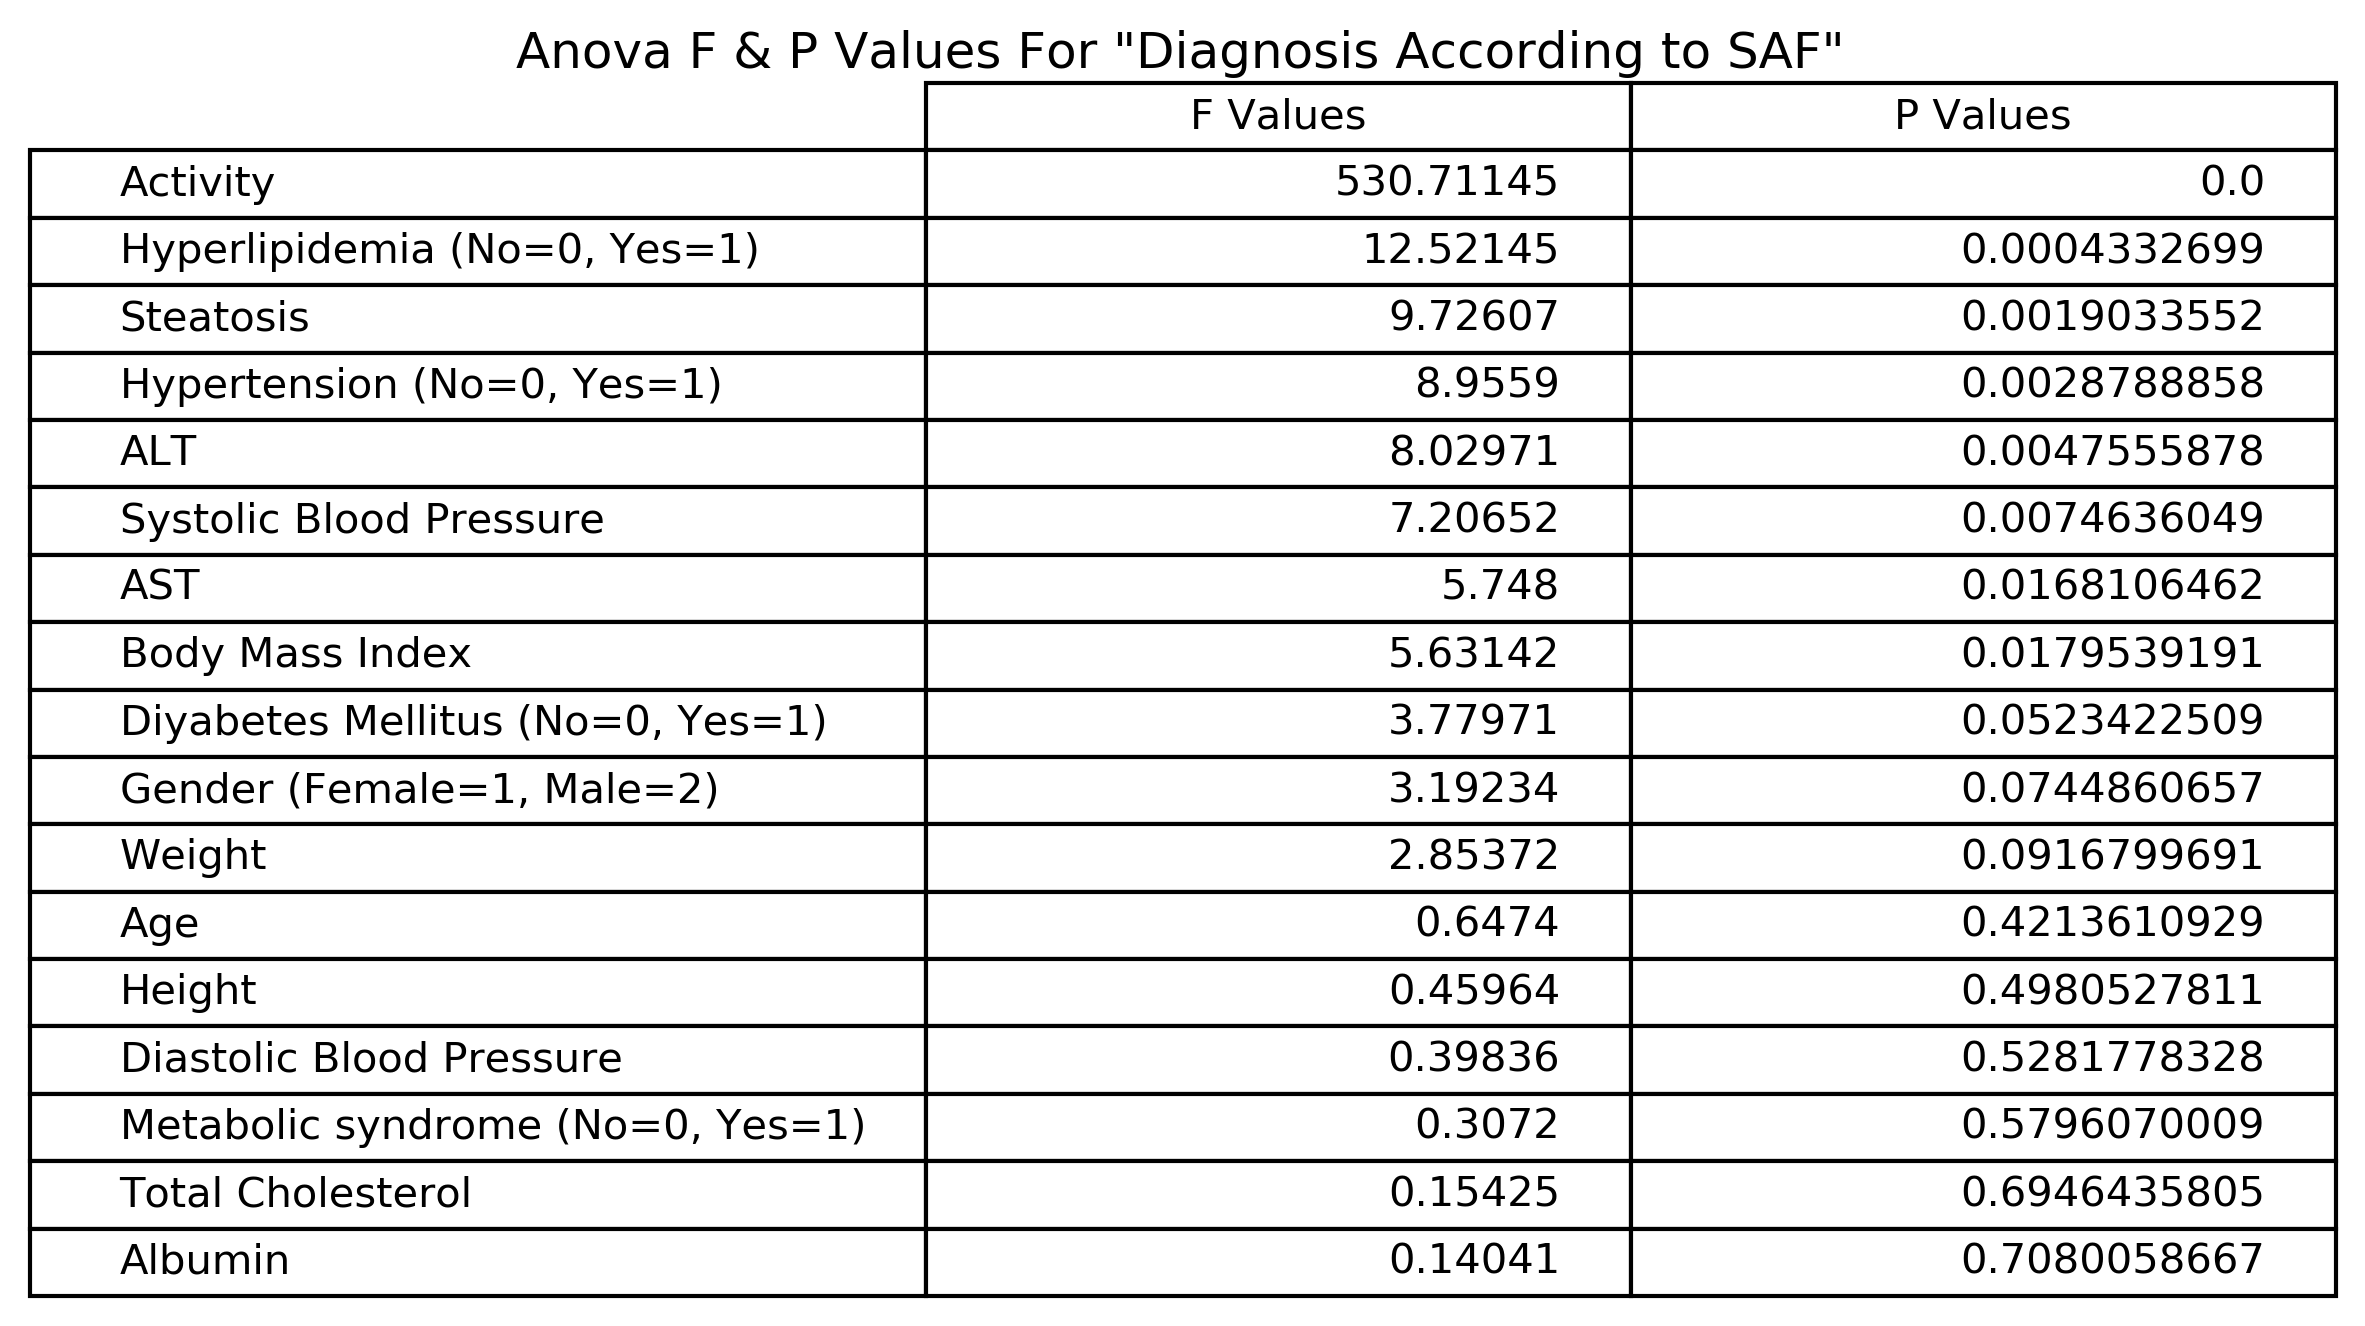 Anova F & P Values For "Diagnosis According to SAF"
F Values P Values
Activity 530.71145 0.0
Hyperlipidemia (No=0, Yes=1) 12.52145 0.0004332699
Steatosis 9.72607 0.0019033552
Hypertension (No=0, Yes=1) 8.9559 0.0028788858
ALT 8.02971 0.0047555878
Systolic Blood Pressure 7.20652 0.0074636049
AST 5.748 0.0168106462
Body Mass Index 5.63142 0.0179539191
Diyabetes Mellitus (No=0, Yes=1) 3.77971 0.0523422509
Gender (Female=1, Male=2) 3.19234 0.0744860657
Weight 2.85372 0.0916799691
Age 0.6474 0.4213610929
Height 0.45964 0.4980527811
Diastolic Blood Pressure 0.39836 0.5281778328
Metabolic syndrome (No=0, Yes=1) 0.3072 0.5796070009
Total Cholesterol 0.15425 0.6946435805
Albumin 0.14041 0.7080058667